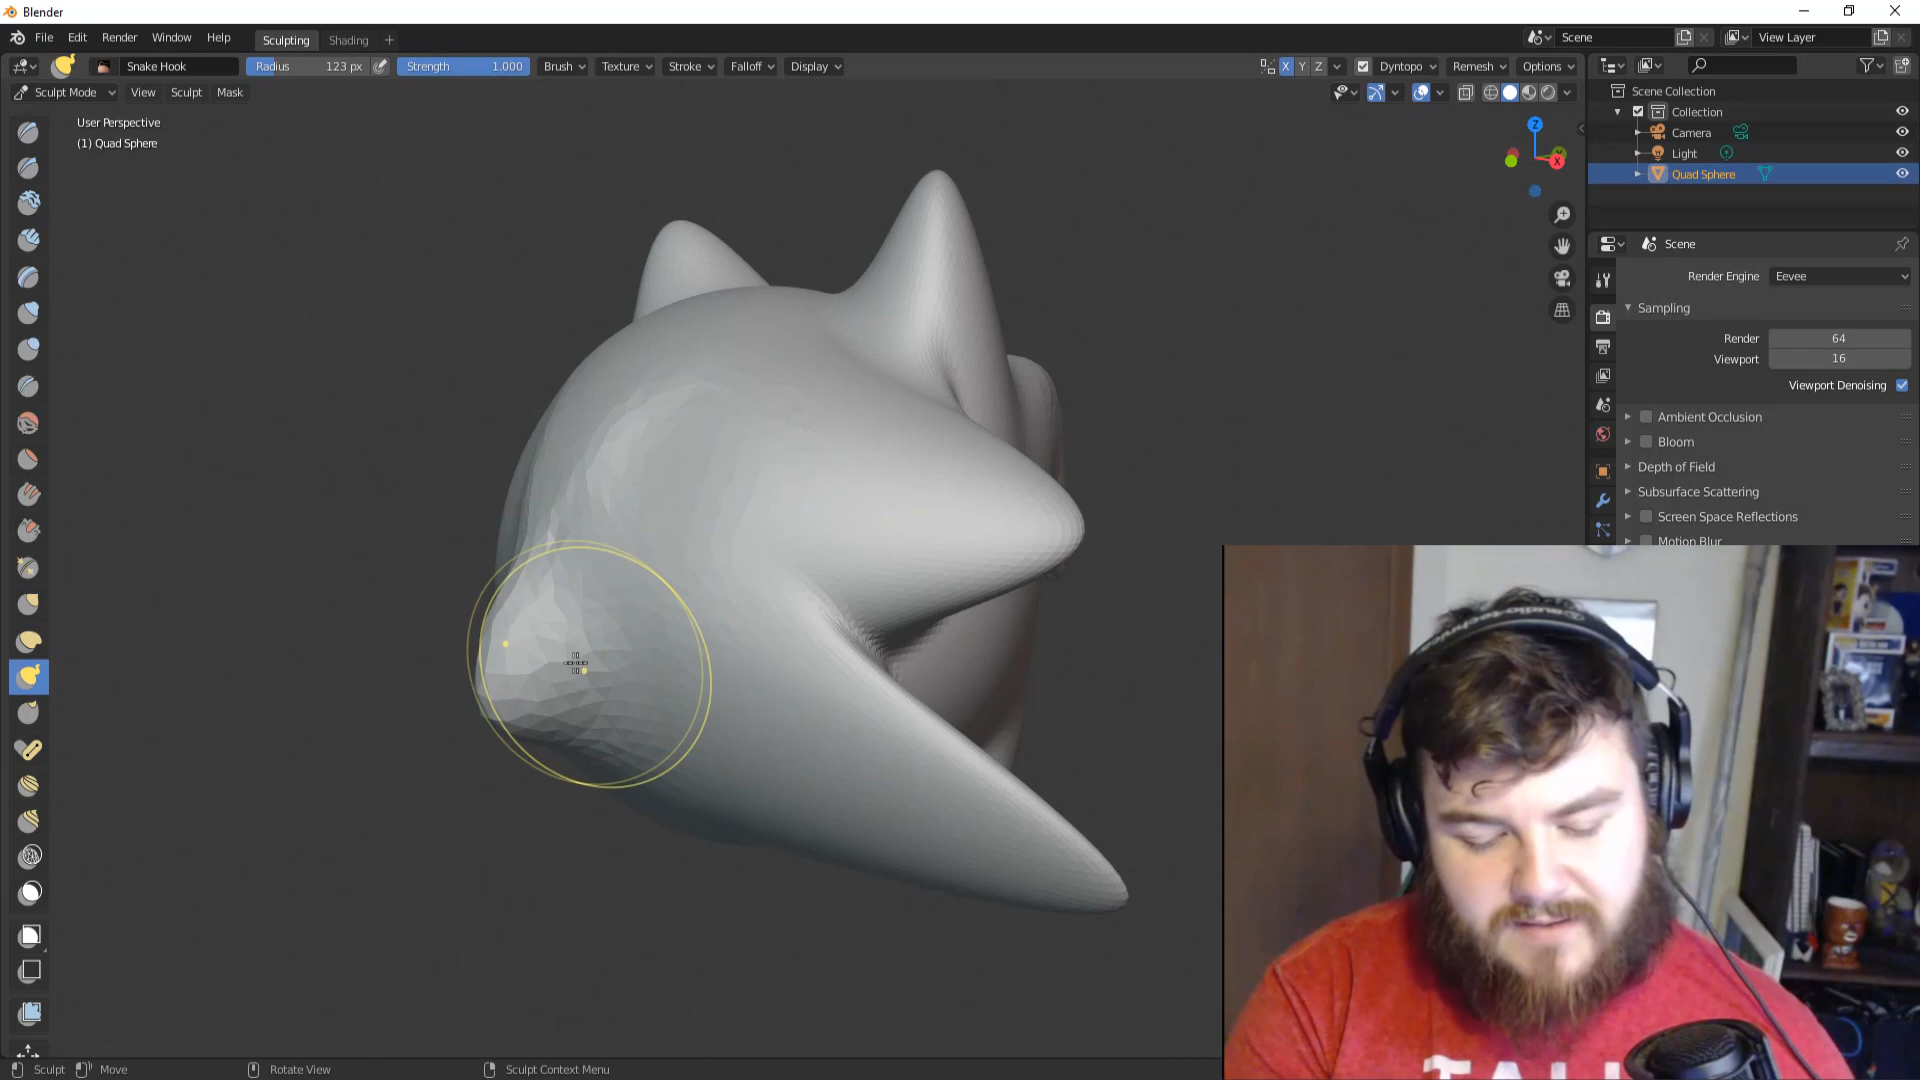 Blender
File Edit Render Window Help Sculpting Shading + Scene View Layer
Snake Hook Radius 123 px Strength 1.000 Brush Texture Stroke Falloff Display X Y Z Dyntopo Remesh Options
Sculpt Mode View Sculpt Mask
User Perspective
(1) Quad Sphere
Z
X
Scene Collection
Collection
Camera
Light
Quad Sphere
Scene
Render Engine Eevee
Sampling
Render 64
Viewport 16
Viewport Denoising
Ambient Occlusion
Bloom
Depth of Field
Subsurface Scattering
Screen Space Reflections
Motion Blur
audio-technica
Sculpt Move Rotate View Sculpt Context Menu